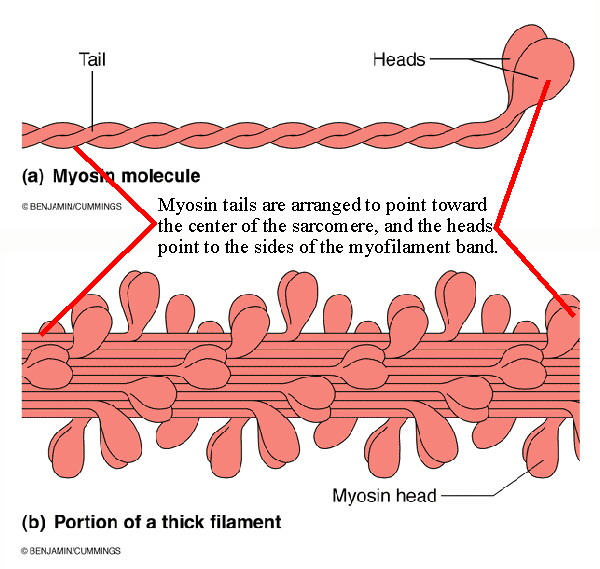 Tail
Heads
(a) Myosin molecule
© BENJAMIN/CUMMINGS
Myosin tails are arranged to point toward
the center of the sarcomere, and the heads
point to the sides of the myofilament band.
Myosin head
(b) Portion of a thick filament
© BENJAMIN/CUMMINGS